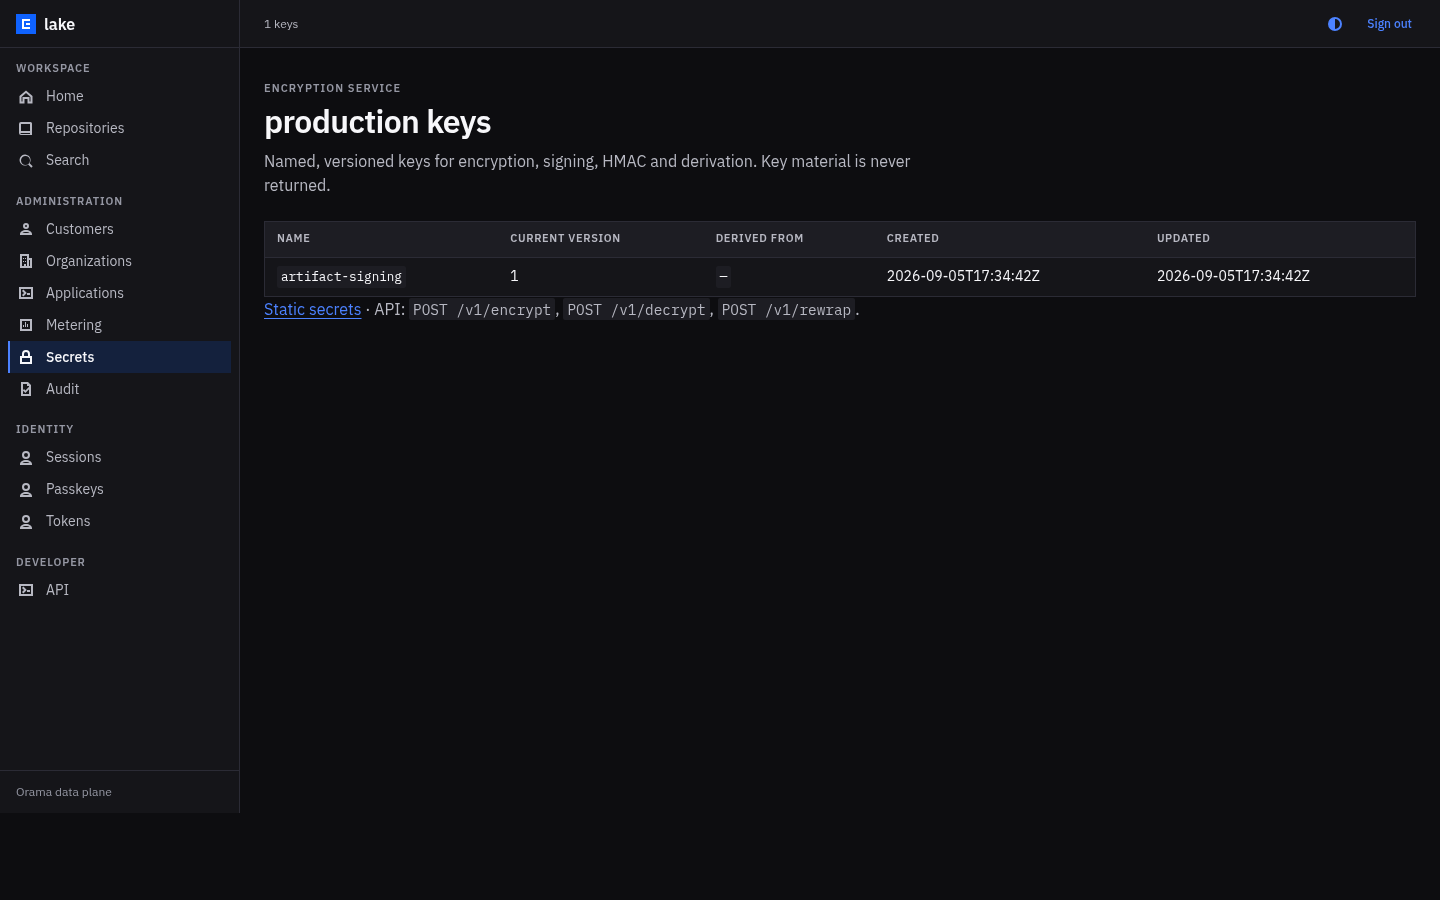 lake
1 keys
Sign out
WORKSPACE
Home
Repositories
Search
ADMINISTRATION
Customers
Organizations
Applications
Metering
Secrets
Audit
IDENTITY
Sessions
Passkeys
Tokens
DEVELOPER
API
Orama data plane
ENCRYPTION SERVICE
production keys
Named, versioned keys for encryption, signing, HMAC and derivation. Key material is never
returned.
NAME CURRENT VERSION DERIVED FROM CREATED UPDATED
artifact-signing 1 — 2026-09-05T17:34:42Z 2026-09-05T17:34:42Z
Static secrets · API: POST /v1/encrypt, POST /v1/decrypt, POST /v1/rewrap.